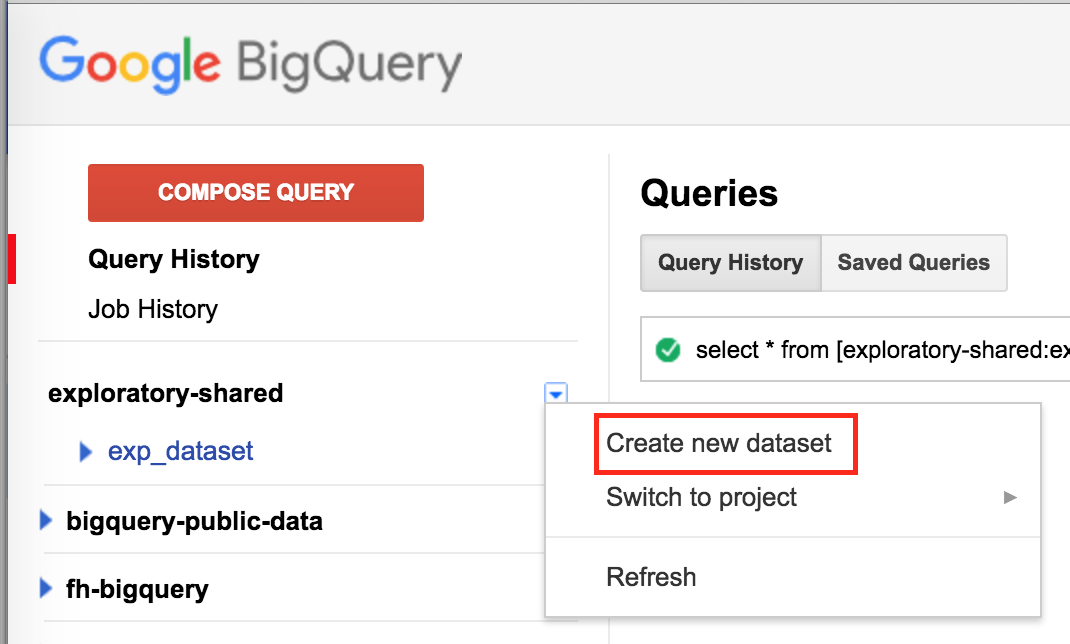 Google BigQuery
COMPOSE QUERY
Query History
Job History
exploratory-shared
exp_dataset
bigquery-public-data
fh-bigquery
Queries
Query History Saved Queries
select * from [exploratory-shared:ex
Create new dataset
Switch to project
Refresh